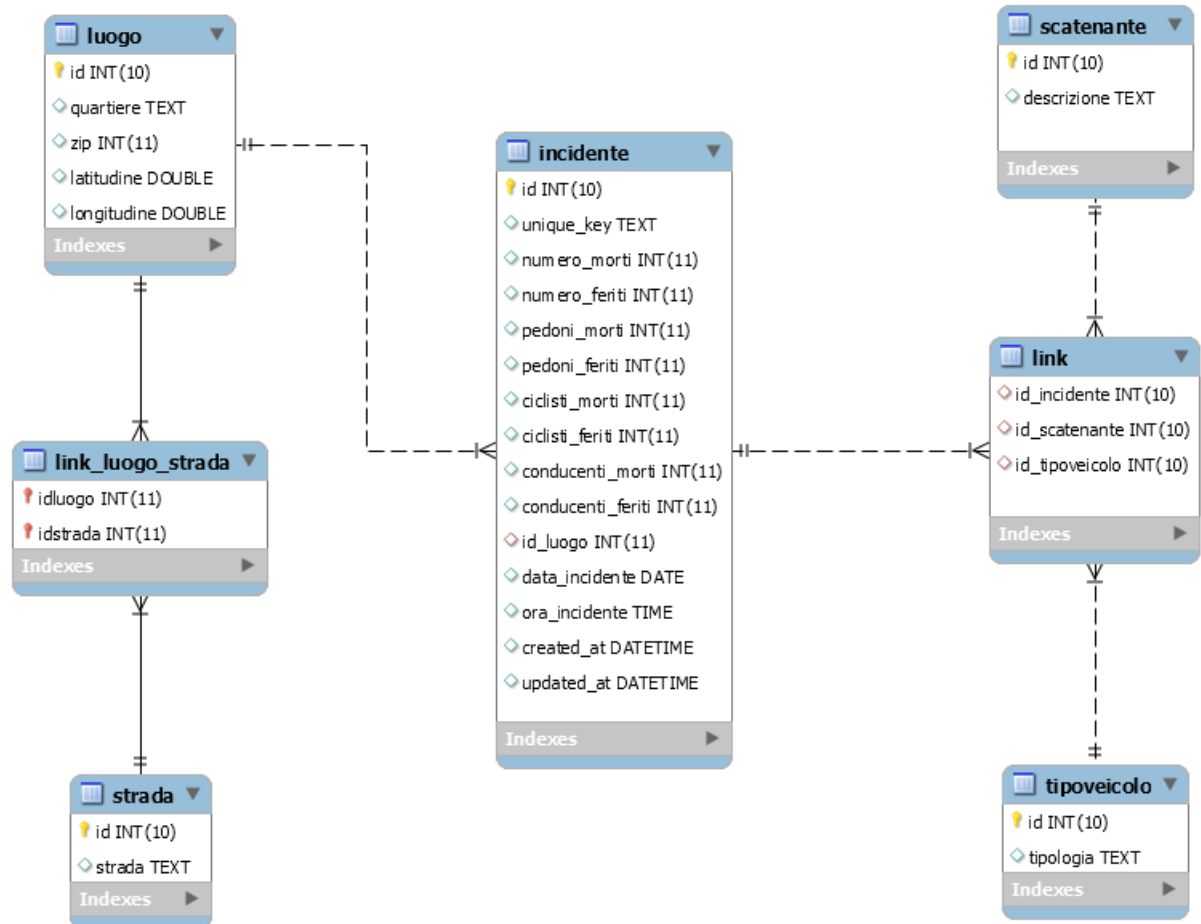 luogo
id INT(10)
quartiere TEXT
zip INT(11)
latitudine DOUBLE
longitudine DOUBLE
Indexes
link_luogo_strada
idluogo INT(11)
idstrada INT(11)
Indexes
strada
id INT(10)
strada TEXT
Indexes
incidente
id INT(10)
unique_key TEXT
numero_morti INT(11)
numero_feriti INT(11)
pedoni_morti INT(11)
pedoni_feriti INT(11)
ciclisti_morti INT(11)
ciclisti_feriti INT(11)
conducenti_morti INT(11)
conducenti_feriti INT(11)
id_luogo INT(11)
data_incidente DATE
ora_incidente TIME
created_at DATETIME
updated_at DATETIME
Indexes
scatenante
id INT(10)
descrizione TEXT
Indexes
link
id_incidente INT(10)
id_scatenante INT(10)
id_tipoveicolo INT(10)
Indexes
tipoveicolo
id INT(10)
tipologia TEXT
Indexes